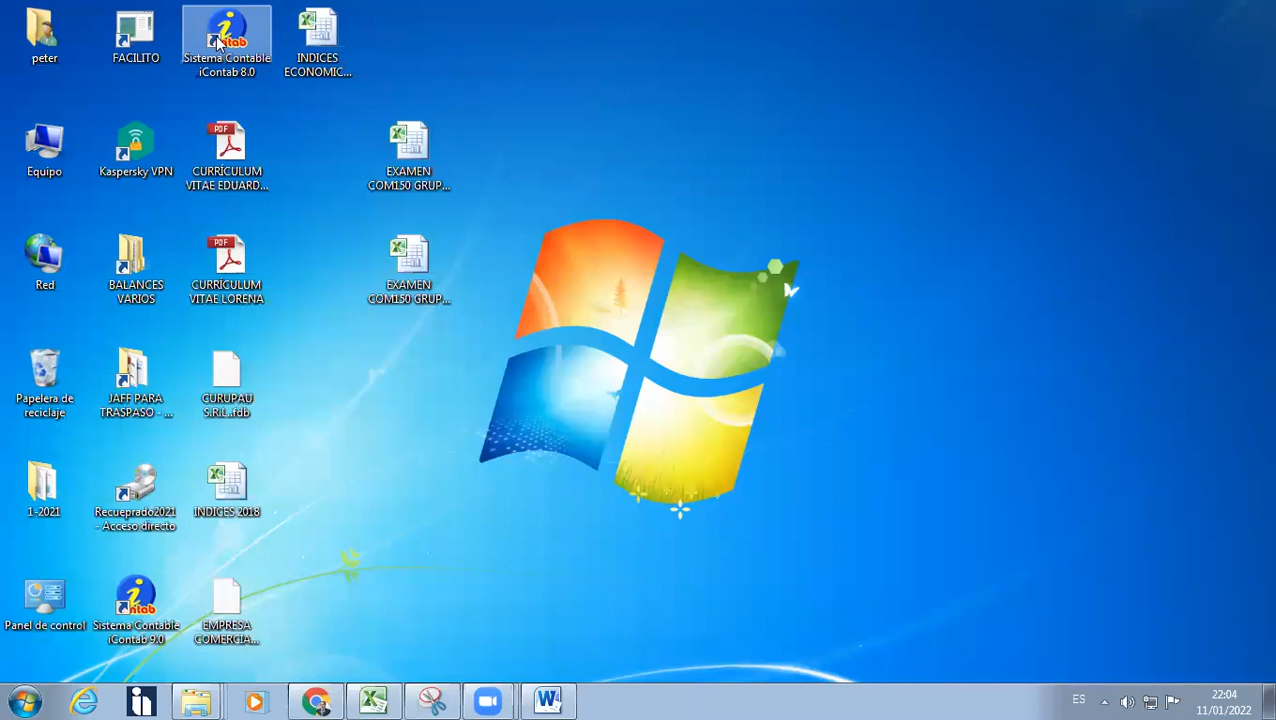 peter
FACILITO
Sistema Contable
iContab 8.0
INDICES
ECONOMIC...
Equipo
Kaspersky VPN
PDF
CURRÍCULUM
VITAE EDUARD...
EXAMEN
COM150 GRUP...
Red
BALANCES
VARIOS
PDF
CURRÍCULUM
VITAE LORENA
EXAMEN
COM150 GRUP...
Papelera de
reciclaje
JAFF PARA
TRASPASO - ...
CURUPAU
S.R.L..fdb
1-2021
Recueprado2021
- Acceso directo
INDICES 2018
Panel de control
Sistema Contable
iContab 9.0
EMPRESA
COMERCIA...
ES
22:04
11/01/2022